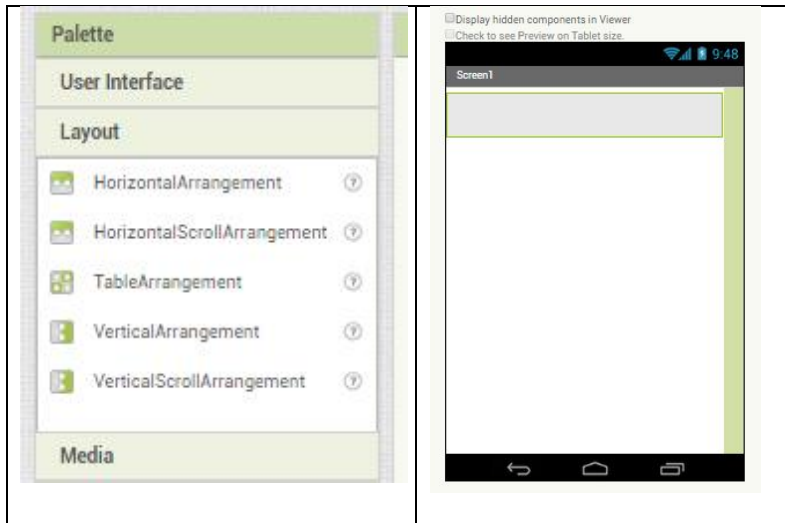 Palette
User Interface
Layout
HorizontalArrangement
HorizontalScrollArrangement
TableArrangement
VerticalArrangement
VerticalScrollArrangement
Media
Display hidden components in Viewer
Check to see Preview on Tablet size.
9:48
Screen1